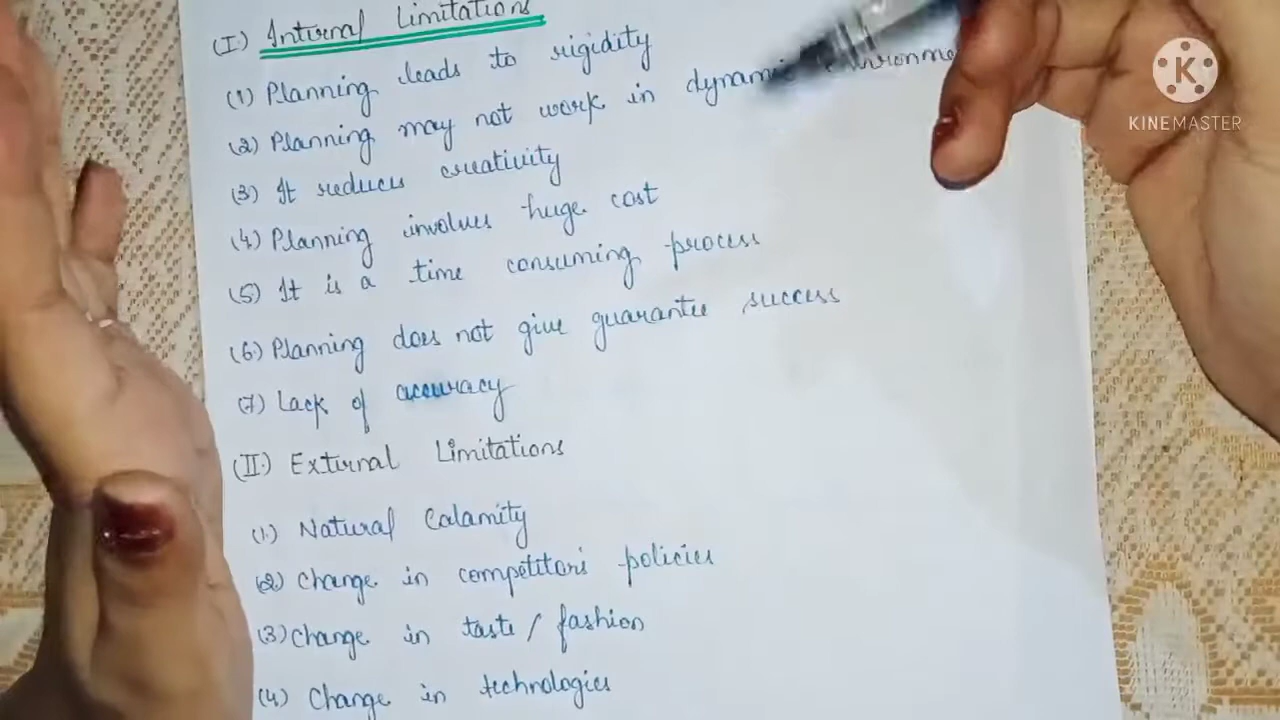 (I) Internal Limitations
(1) Planning leads to rigidity
(2) Planning may not work in dynamic
(3) It reduces creativity
(4) Planning involves huge cost
(5) It is a time consuming process
(6) Planning does not give guarantee success
(7) Lack of accuracy
(II) External Limitations
(1) Natural Calamity
(2) Change in competitors policies
(3) Change in taste / fashion
(4) Change in technologies
K
KINEMASTER